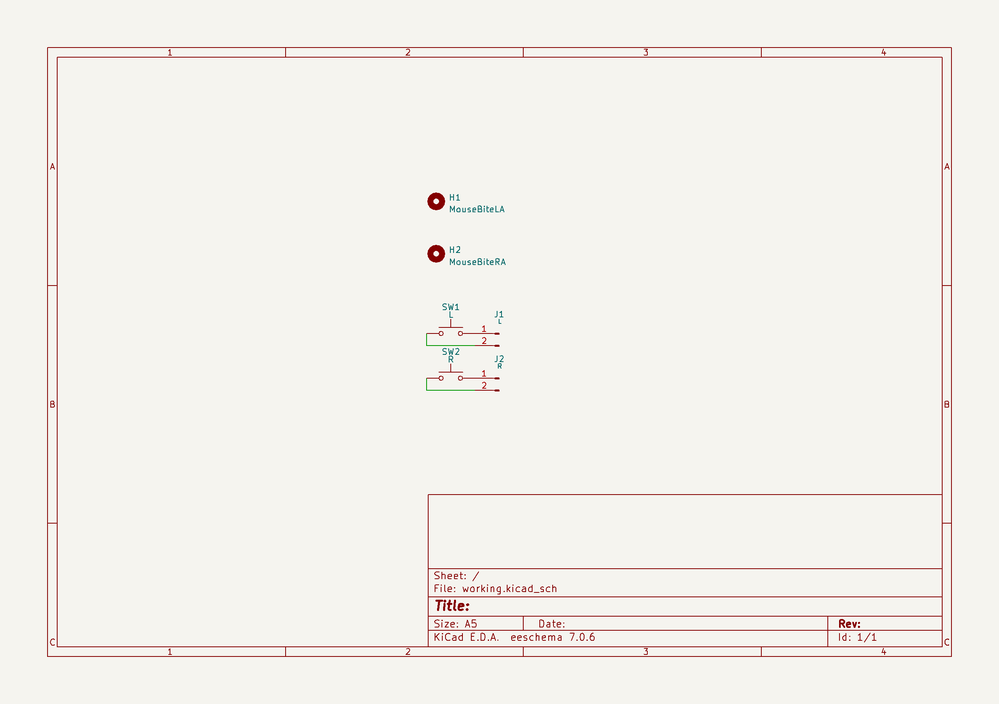 1 2 3 4
A A
H1
MouseBiteLA
H2
MouseBiteRA
SW1
L
J1
L
1
2
SW2
R
J2
R
1
2
B B
Sheet: /
File: working.kicad_sch
Title:
Size: A5 Date: Rev:
KiCad E.D.A. eeschema 7.0.6 Id: 1/1
C C
1 2 3 4